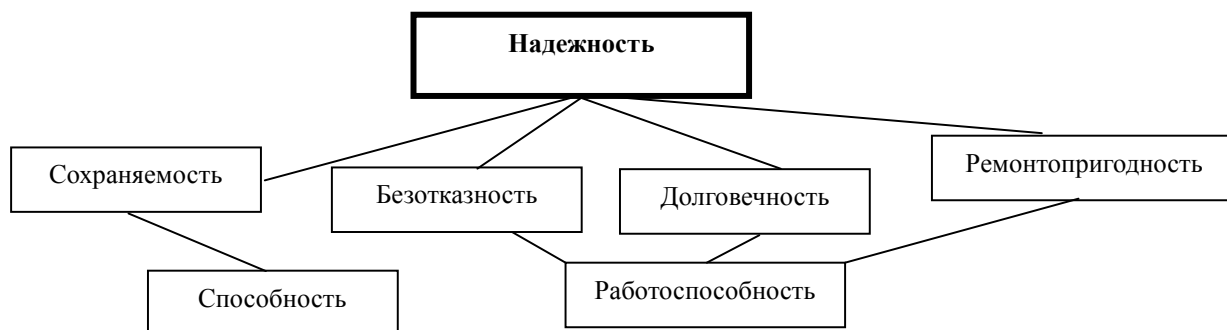 Надежность
Сохраняемость
Безотказность
Долговечность
Ремонтопригодность
Способность
Работоспособность